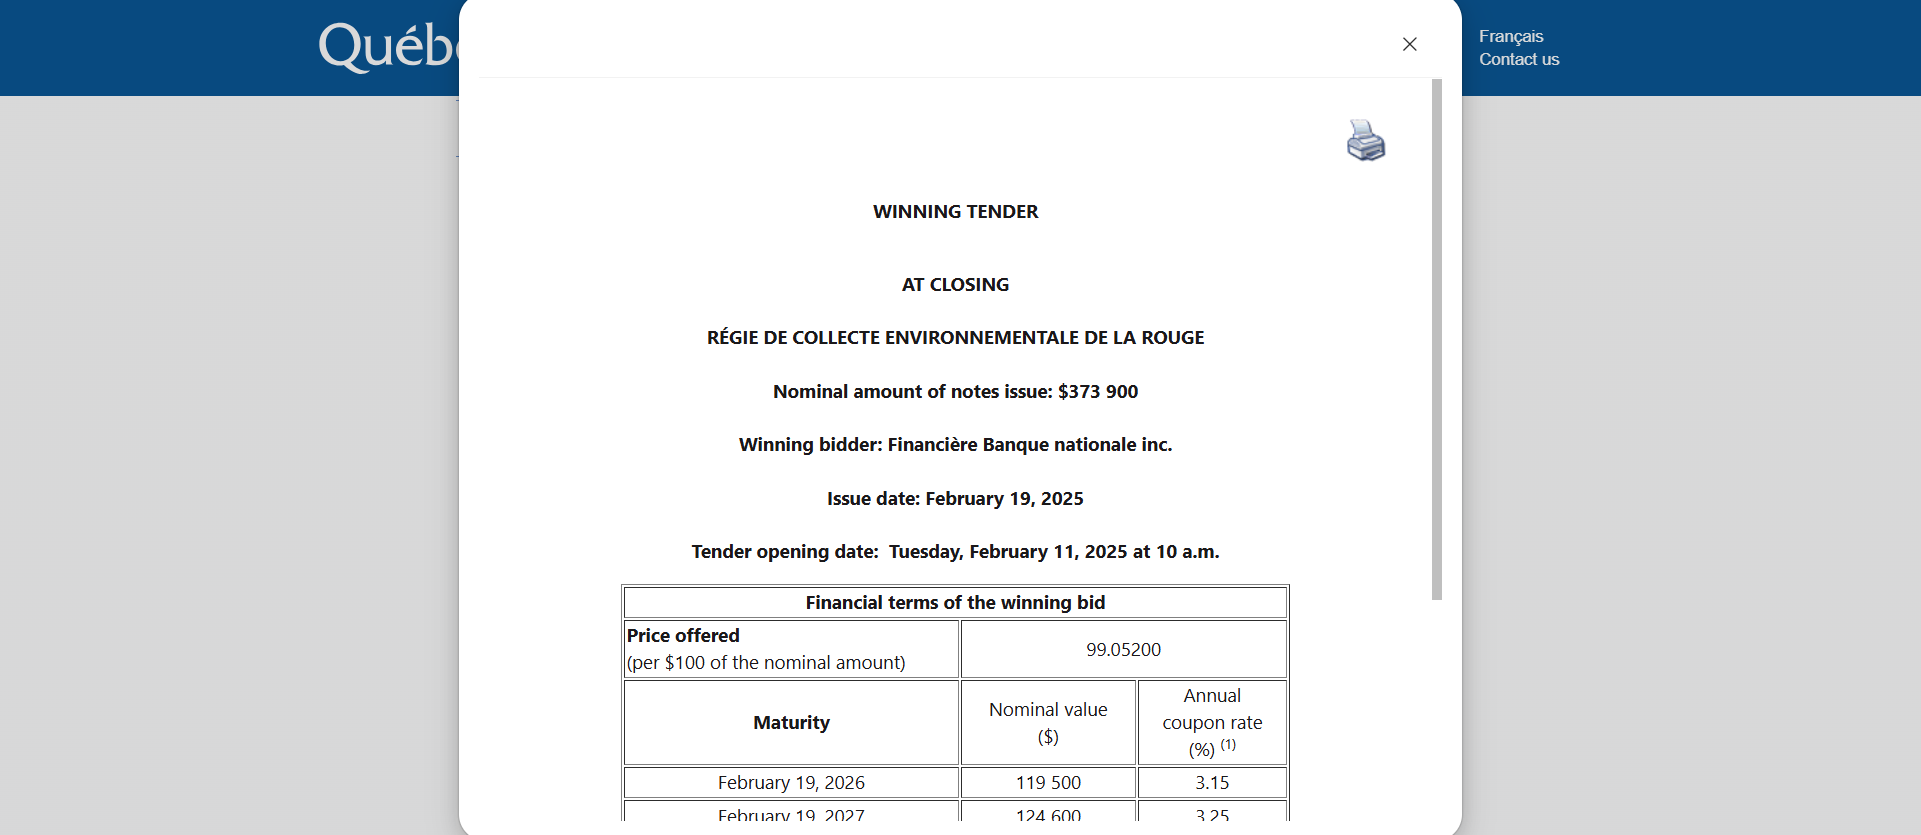 Français
Contact us
WINNING TENDER
AT CLOSING
RÉGIE DE COLLECTE ENVIRONNEMENTALE DE LA ROUGE
Nominal amount of notes issue: $373 900
Winning bidder: Financière Banque nationale inc.
Issue date: February 19, 2025
Tender opening date:  Tuesday, February 11, 2025 at 10 a.m.
Financial terms of the winning bid
Price offered
(per $100 of the nominal amount)
99.05200
Maturity
Nominal value
($)
Annual
coupon rate
(%) (1)
February 19, 2026
119 500
3.15
February 19, 2027
124 600
3.25